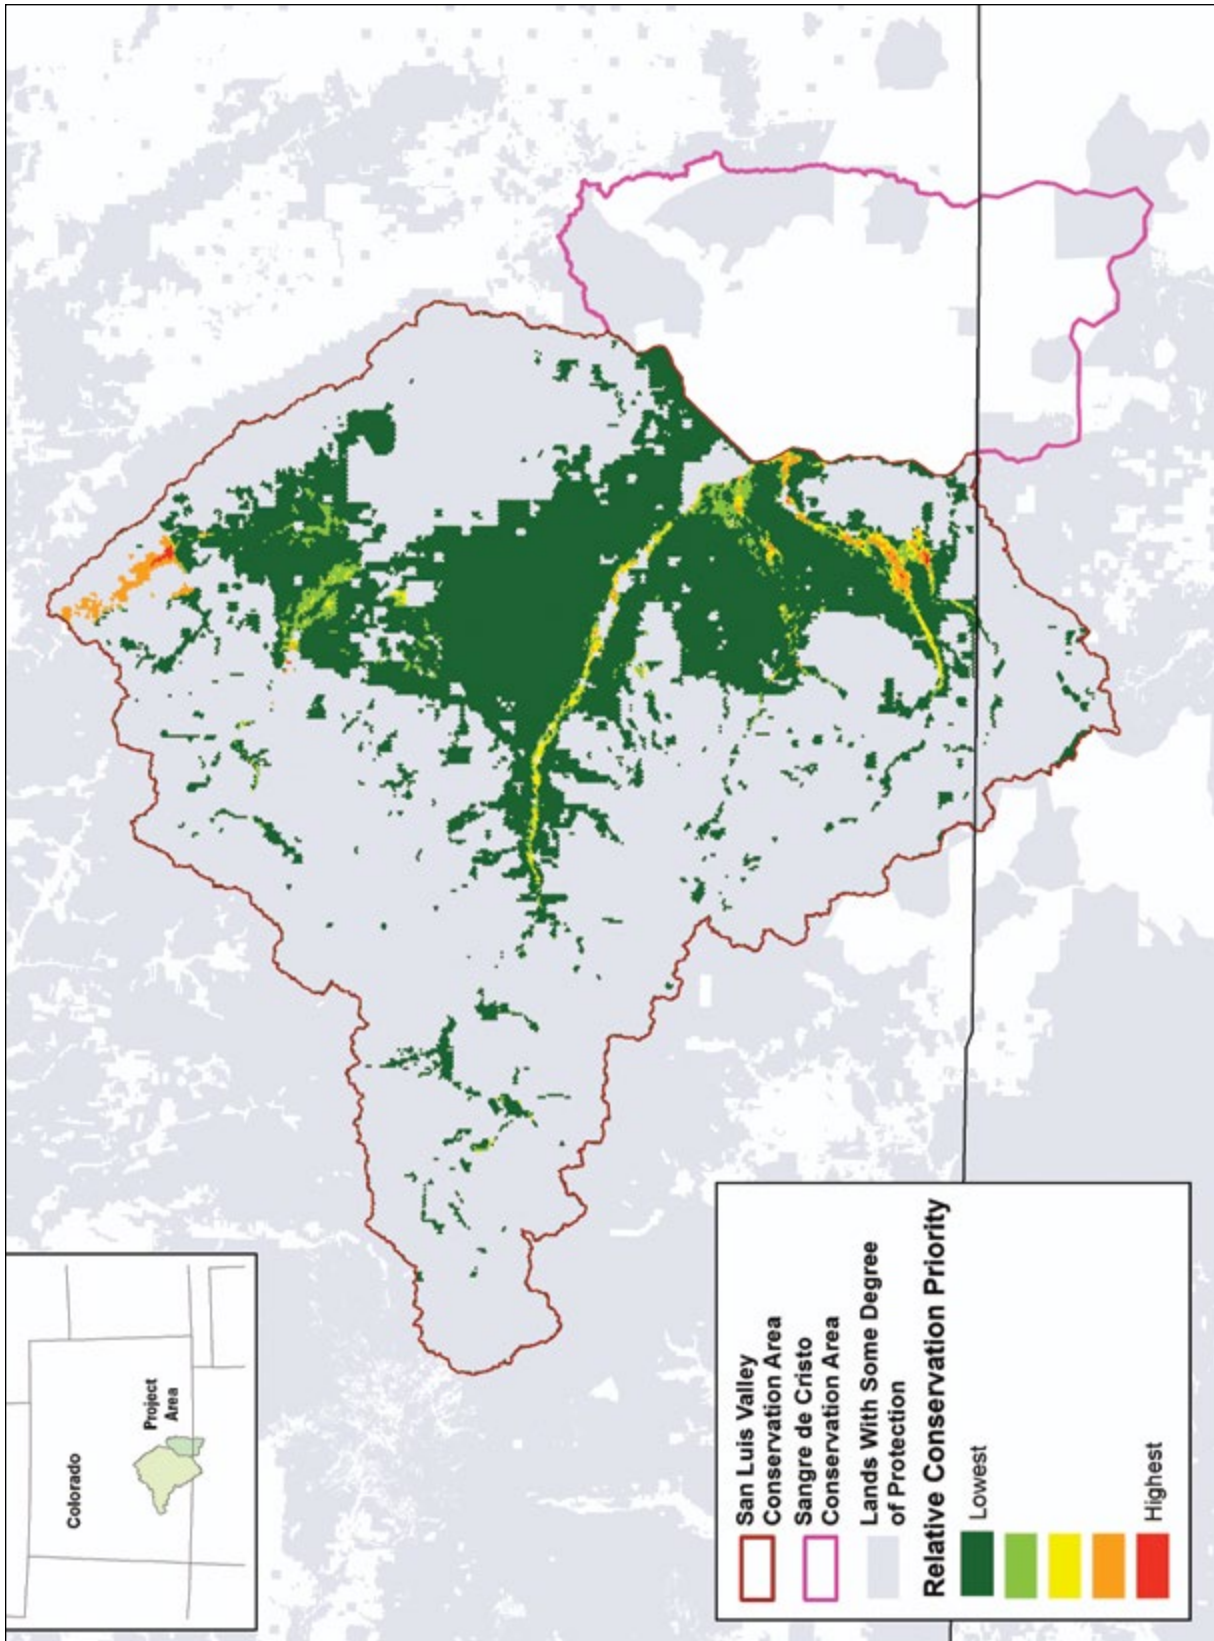 Colorado
Project
Area
San Luis Valley
Conservation Area
Sangre de Cristo
Conservation Area
Lands With Some Degree
of Protection
Relative Conservation Priority
Lowest
Highest